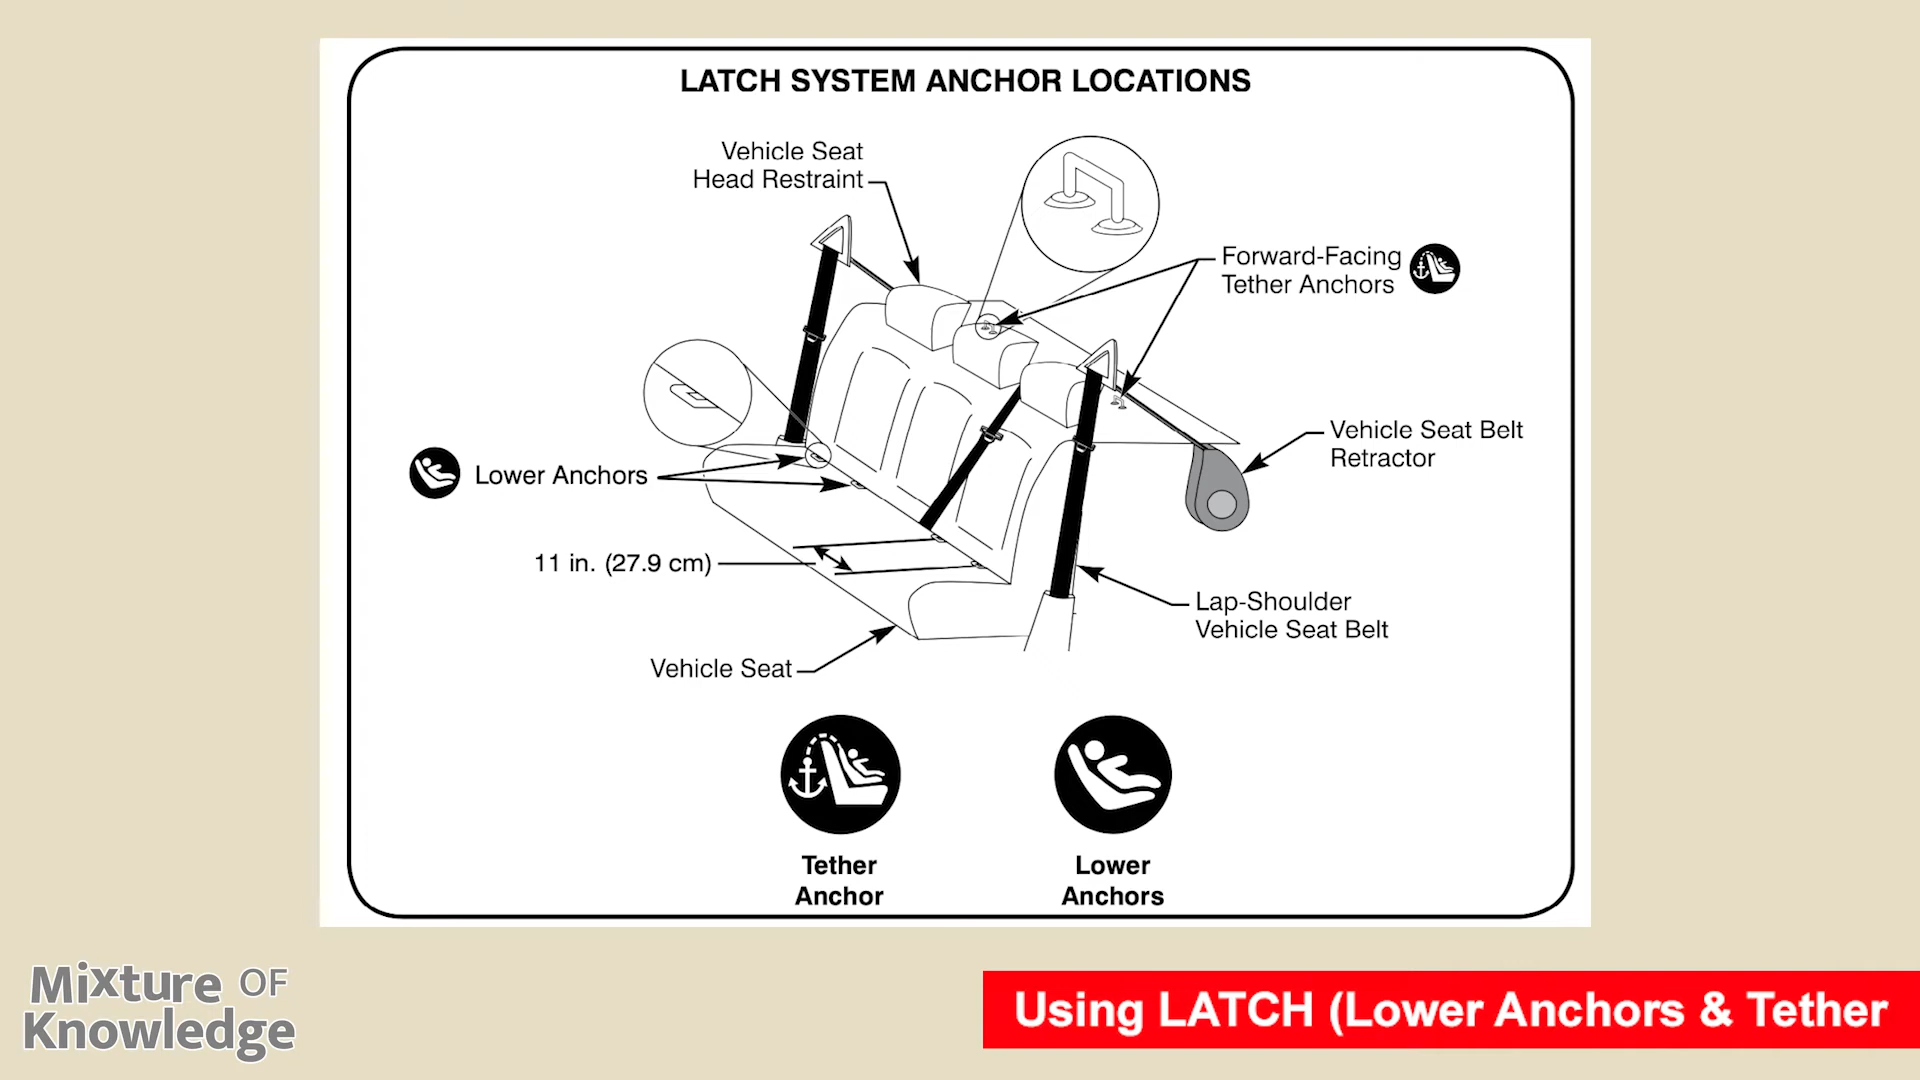 LATCH SYSTEM ANCHOR LOCATIONS
Vehicle Seat
Head Restraint
Forward-Facing
Tether Anchors
Vehicle Seat Belt
Retractor
Lower Anchors
11 in. (27.9 cm)
Lap-Shoulder
Vehicle Seat Belt
Vehicle Seat
Tether
Anchor
Lower
Anchors
Mixture OF
Knowledge
Using LATCH (Lower Anchors & Tether